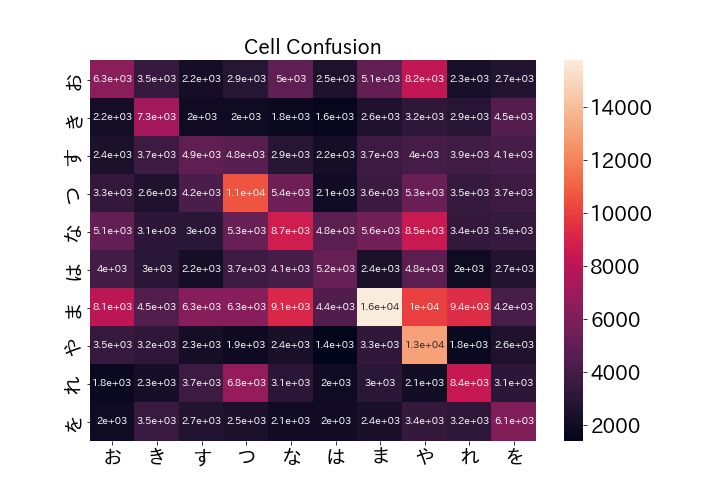 Cell Confusion
お 6.3e+03 3.5e+03 2.2e+03 2.9e+03 5e+03 2.5e+03 5.1e+03 8.2e+03 2.3e+03 2.7e+03
き 2.2e+03 7.3e+03 2e+03 2e+03 1.8e+03 1.6e+03 2.6e+03 3.2e+03 2.9e+03 4.5e+03
す 2.4e+03 3.7e+03 4.9e+03 4.8e+03 2.9e+03 2.2e+03 3.7e+03 4e+03 3.9e+03 4.1e+03
つ 3.3e+03 2.6e+03 4.2e+03 1.1e+04 5.4e+03 2.1e+03 3.6e+03 5.3e+03 3.5e+03 3.7e+03
な 5.1e+03 3.1e+03 3e+03 5.3e+03 8.7e+03 4.8e+03 5.6e+03 8.5e+03 3.4e+03 3.5e+03
は 4e+03 3e+03 2.2e+03 3.7e+03 4.1e+03 5.2e+03 2.4e+03 4.8e+03 2e+03 2.7e+03
ま 8.1e+03 4.5e+03 6.3e+03 6.3e+03 9.1e+03 4.4e+03 1.6e+04 1e+04 9.4e+03 4.2e+03
や 3.5e+03 3.2e+03 2.3e+03 1.9e+03 2.4e+03 1.4e+03 3.3e+03 1.3e+04 1.8e+03 2.6e+03
れ 1.8e+03 2.3e+03 3.7e+03 6.8e+03 3.1e+03 2e+03 3e+03 2.1e+03 8.4e+03 3.1e+03
を 2e+03 3.5e+03 2.7e+03 2.5e+03 2.1e+03 2e+03 2.4e+03 3.4e+03 3.2e+03 6.1e+03
お き す つ な は ま や れ を
14000
12000
10000
8000
6000
4000
2000